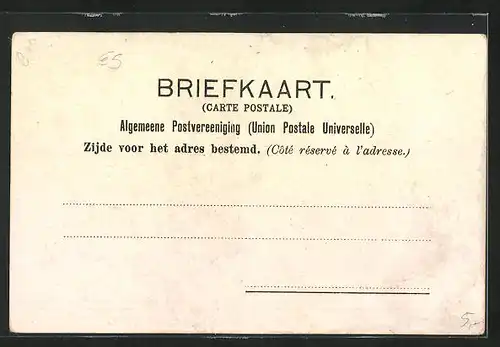 BRIEFKAART.
(CARTE POSTALE)
Algemeene Postvereeniging (Union Postale Universelle)
Zijde voor het adres bestemd. (Côté réservé à l'adresse.)